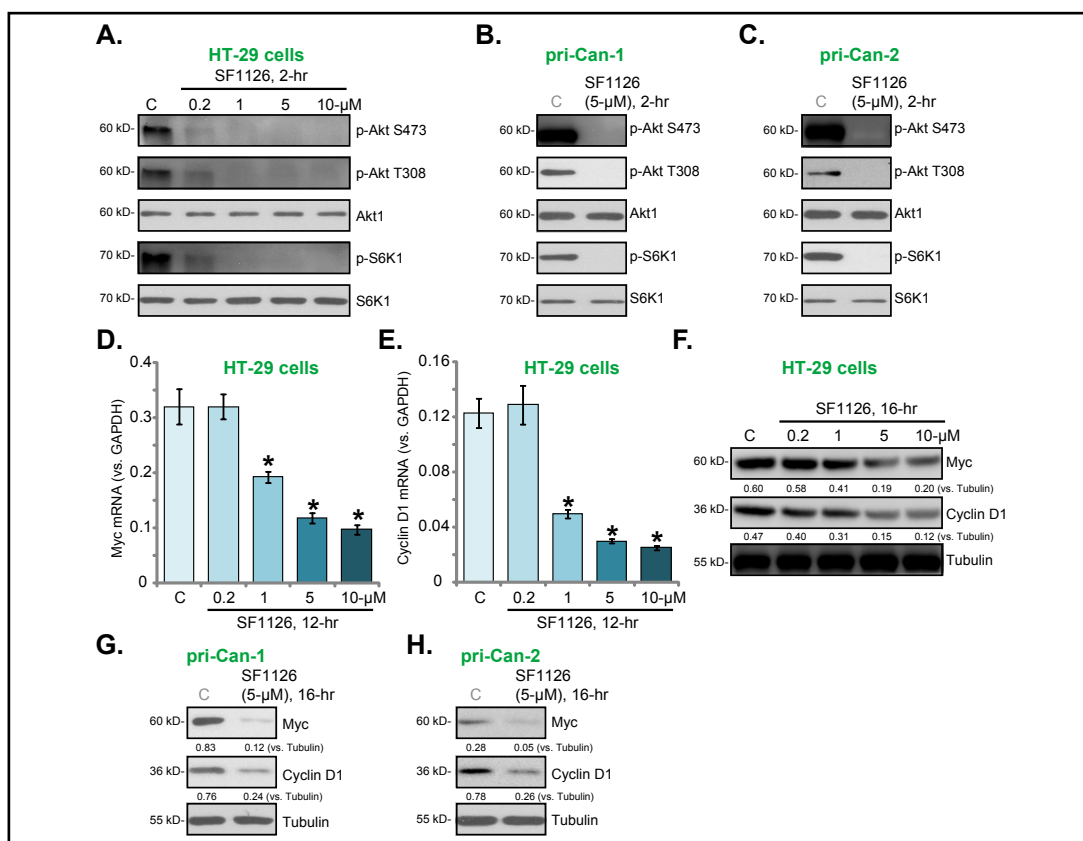 A.
HT-29 cells
SF1126, 2-hr
C 0.2 1 5 10-μM
60 kD- p-Akt S473
60 kD- p-Akt T308
60 kD- Akt1
70 kD- p-S6K1
70 kD- S6K1
B.
pri-Can-1
SF1126
C (5-μM), 2-hr
60 kD- p-Akt S473
60 kD- p-Akt T308
60 kD- Akt1
70 kD- p-S6K1
70 kD- S6K1
C.
pri-Can-2
SF1126
C (5-μM), 2-hr
60 kD- p-Akt S473
60 kD- p-Akt T308
60 kD- Akt1
70 kD- p-S6K1
70 kD- S6K1
D.
HT-29 cells
Myc mRNA (vs. GAPDH)
0.4
0.3
0.2
0.1
0
* * *
C 0.2 1 5 10-μM
SF1126, 12-hr
E.
HT-29 cells
Cyclin D1 mRNA (vs. GAPDH)
0.16
0.12
0.08
0.04
0
* * *
C 0.2 1 5 10-μM
SF1126, 12-hr
F.
HT-29 cells
SF1126, 16-hr
C 0.2 1 5 10-μM
60 kD- Myc
0.60 0.58 0.41 0.19 0.20 (vs. Tubulin)
36 kD- Cyclin D1
0.47 0.40 0.31 0.15 0.12 (vs. Tubulin)
55 kD- Tubulin
G.
pri-Can-1
SF1126
C (5-μM), 16-hr
60 kD- Myc
0.83 0.12 (vs. Tubulin)
36 kD- Cyclin D1
0.76 0.24 (vs. Tubulin)
55 kD- Tubulin
H.
pri-Can-2
SF1126
C (5-μM), 16-hr
60 kD- Myc
0.28 0.05 (vs. Tubulin)
36 kD- Cyclin D1
0.78 0.26 (vs. Tubulin)
55 kD- Tubulin